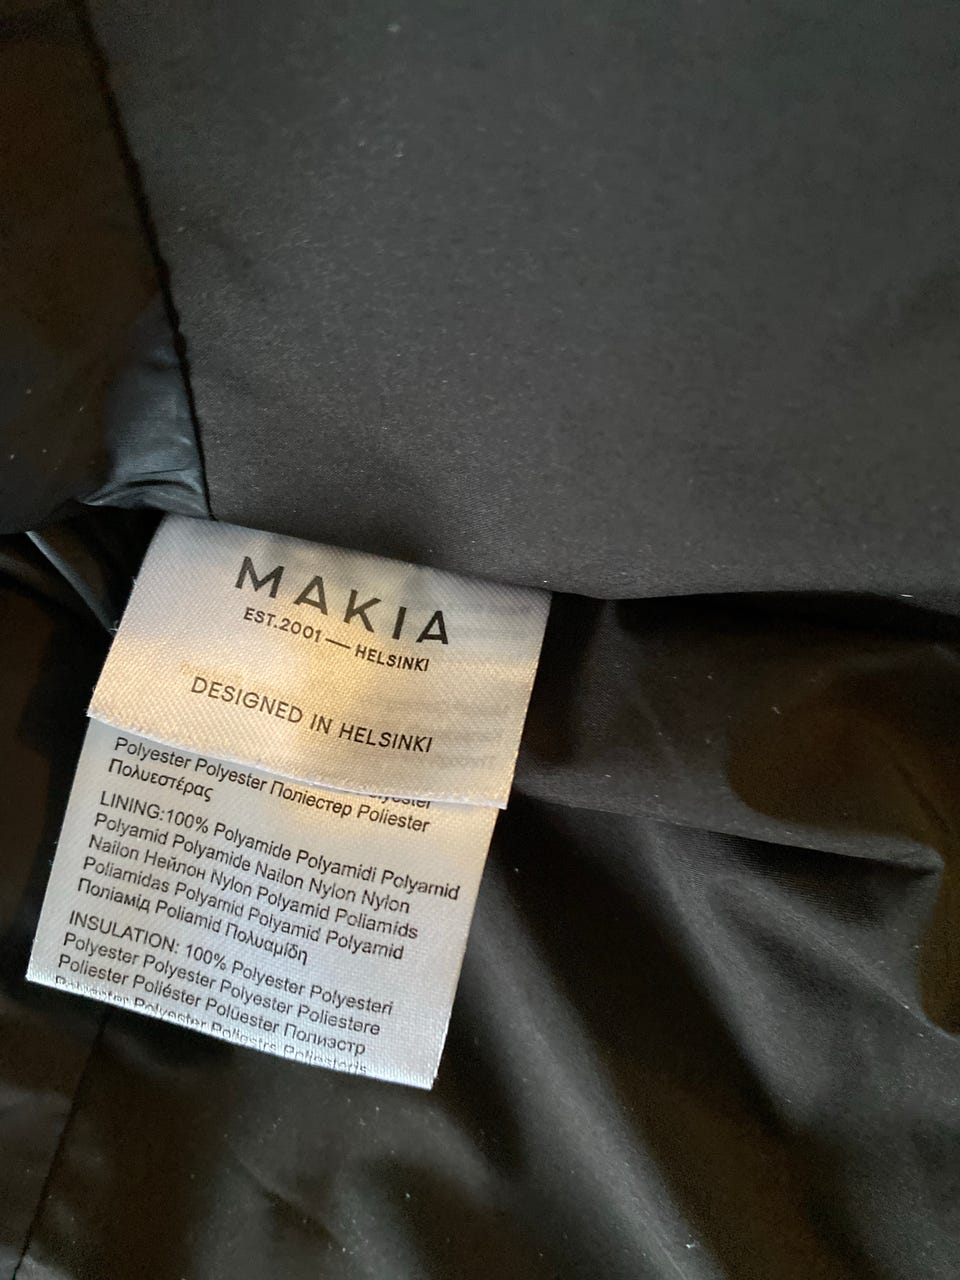 MAKIA
EST.2001—HELSINKI
DESIGNED IN HELSINKI
Polyester Polyester Поліестер Poliester
Πολυεστέρας
LINING:100% Polyamide Polyamidi Polyamid
Polyamid Polyamide Nailon Nylon Nylon
Nailon Нейлон Nylon Polyamid Poliamids
Poliamidas Polyamid Polyamid Polyamid
Поліамід Poliamid Πολυαμίδη
INSULATION: 100% Polyester Polyesteri
Polyester Polyester Polyester Poliestere
Poliester Poliéster Polüester Полиэстр